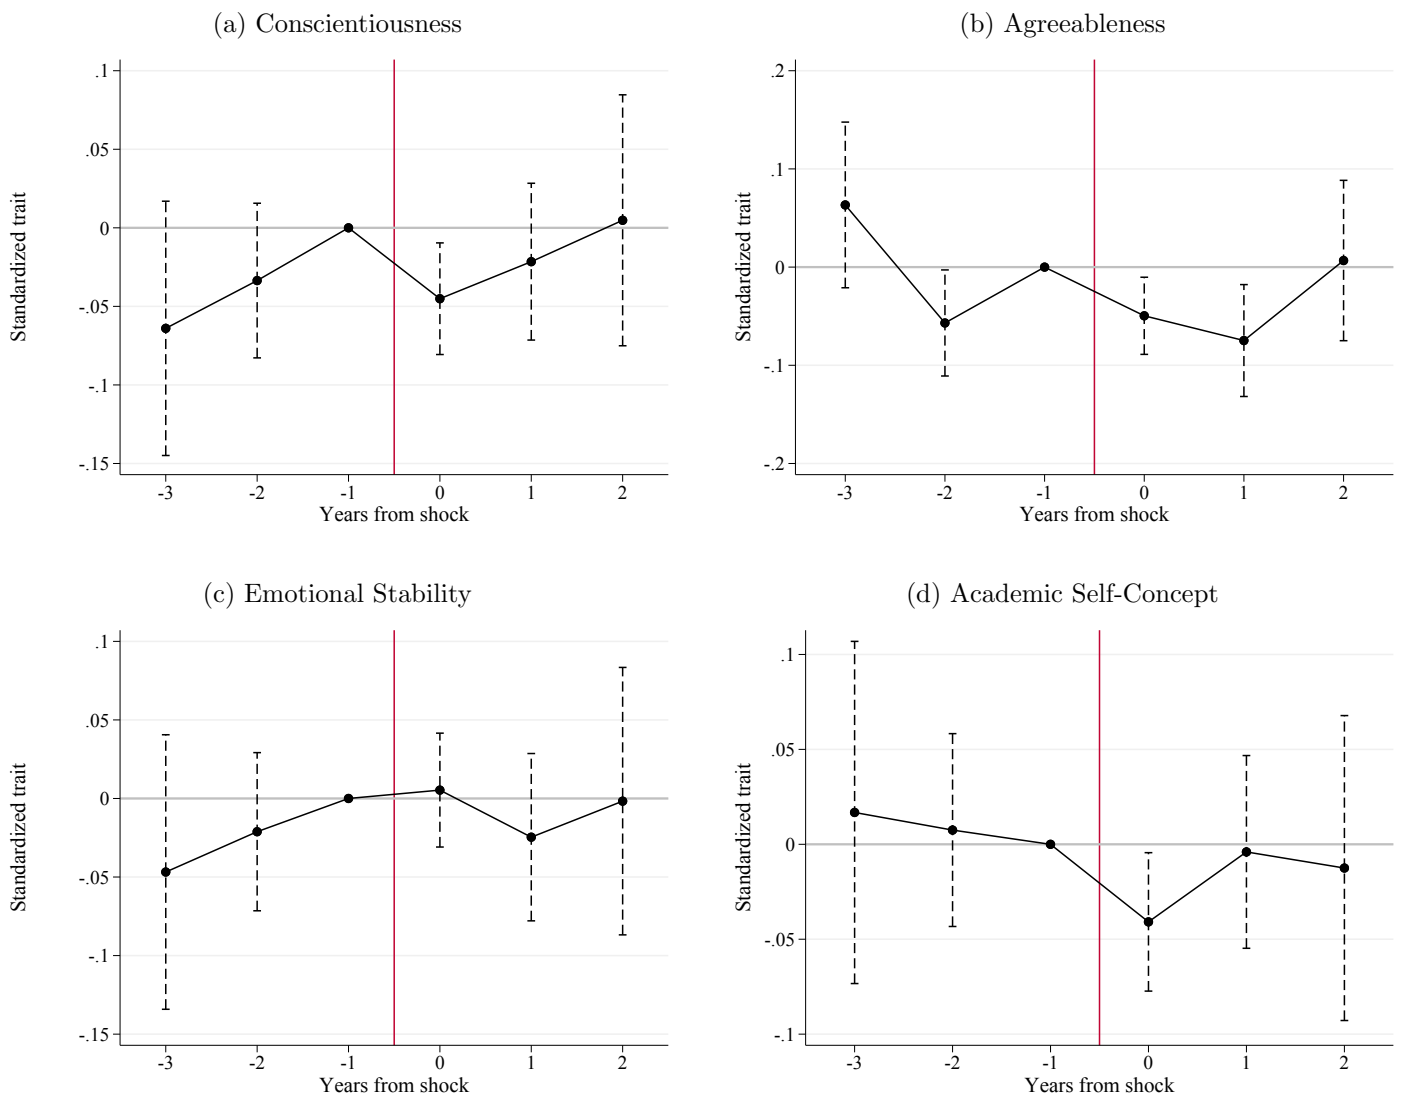 (a) Conscientiousness
.1
.05
0
-.05
-.1
-.15
Standardized trait
-3 -2 -1 0 1 2
Years from shock
(b) Agreeableness
.2
.1
0
-.1
-.2
Standardized trait
-3 -2 -1 0 1 2
Years from shock
(c) Emotional Stability
.1
.05
0
-.05
-.1
-.15
Standardized trait
-3 -2 -1 0 1 2
Years from shock
(d) Academic Self-Concept
.1
.05
0
-.05
-.1
Standardized trait
-3 -2 -1 0 1 2
Years from shock